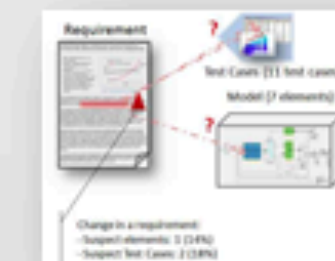 Requirement
?
Test Cases (11 test cases
Model (7 elements)
?
Change in a requirement:
-Suspect elements: 1 (14%)
-Suspect Test Cases: 2 (18%)